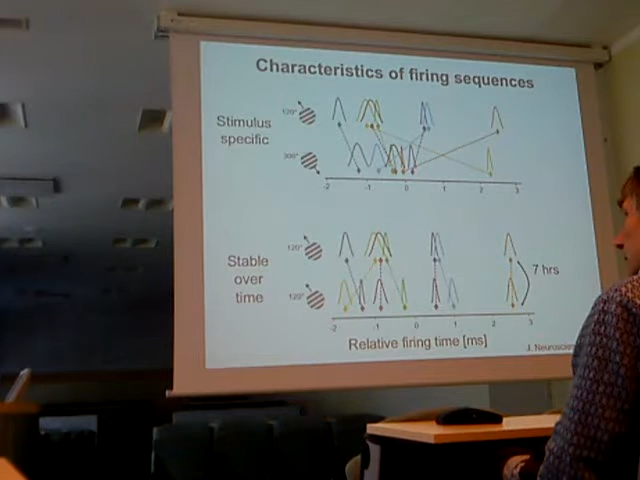 Characteristics of firing sequences
120°
Stimulus
specific
300°
-2 -1 0 1 2 3
120°
Stable
over
time
7 hrs
120°
-2 -1 0 1 2 3
Relative firing time [ms]
J.